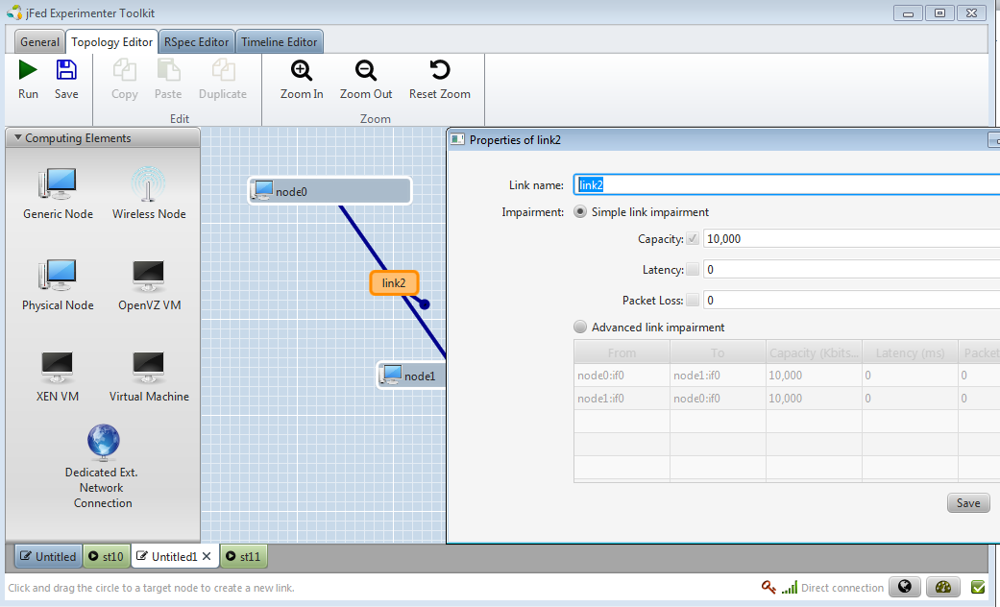 jFed Experimenter Toolkit
General Topology Editor RSpec Editor Timeline Editor
Run Save Copy Paste Duplicate Zoom In Zoom Out Reset Zoom
Edit Zoom
Computing Elements
Generic Node Wireless Node
Physical Node OpenVZ VM
XEN VM Virtual Machine
Dedicated Ext.
Network
Connection
node0
link2
node1
Properties of link2
Link name: link2
Impairment: Simple link impairment
Capacity: 10,000
Latency: 0
Packet Loss: 0
Advanced link impairment
From To Capacity (Kbits... Latency (ms) Packet
node0:if0 node1:if0 10,000 0 0
node1:if0 node0:if0 10,000 0 0
Save
Untitled st10 Untitled1 st11
Click and drag the circle to a target node to create a new link. Direct connection